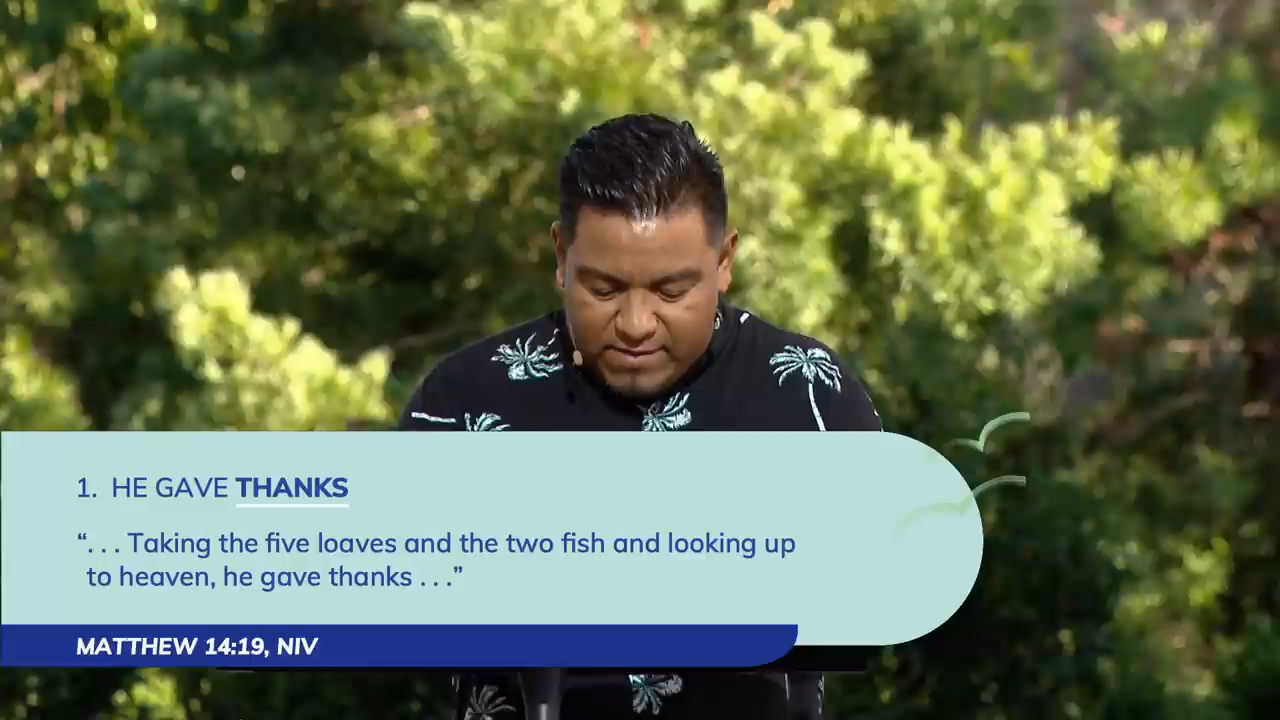 1. HE GAVE THANKS
“. . . Taking the five loaves and the two fish and looking up
to heaven, he gave thanks . . .”
MATTHEW 14:19, NIV